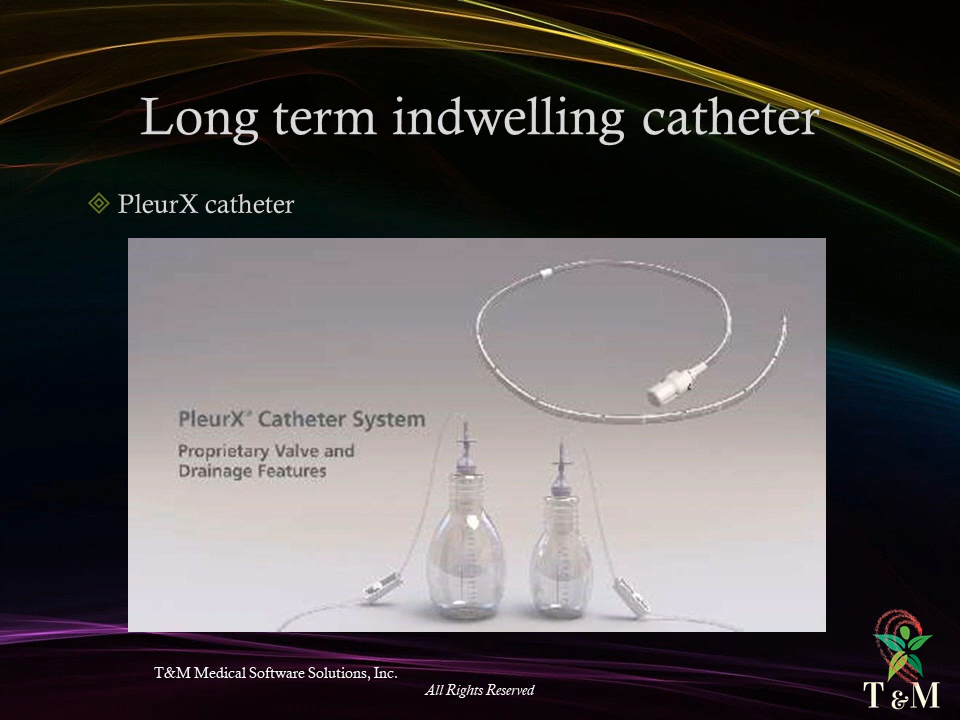 Long term indwelling catheter
PleurX catheter
PleurX® Catheter System
Proprietary Valve and
Drainage Features
T&M Medical Software Solutions, Inc.
All Rights Reserved
T & M